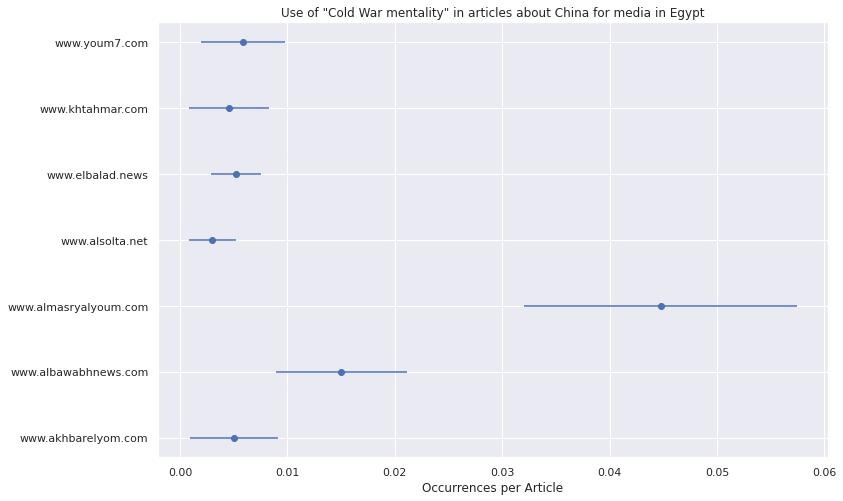 Use of "Cold War mentality" in articles about China for media in Egypt
www.youm7.com
www.khtahmar.com
www.elbalad.news
www.alsolta.net
www.almasryalyoum.com
www.albawabhnews.com
www.akhbarelyom.com
0.00 0.01 0.02 0.03 0.04 0.05 0.06
Occurrences per Article